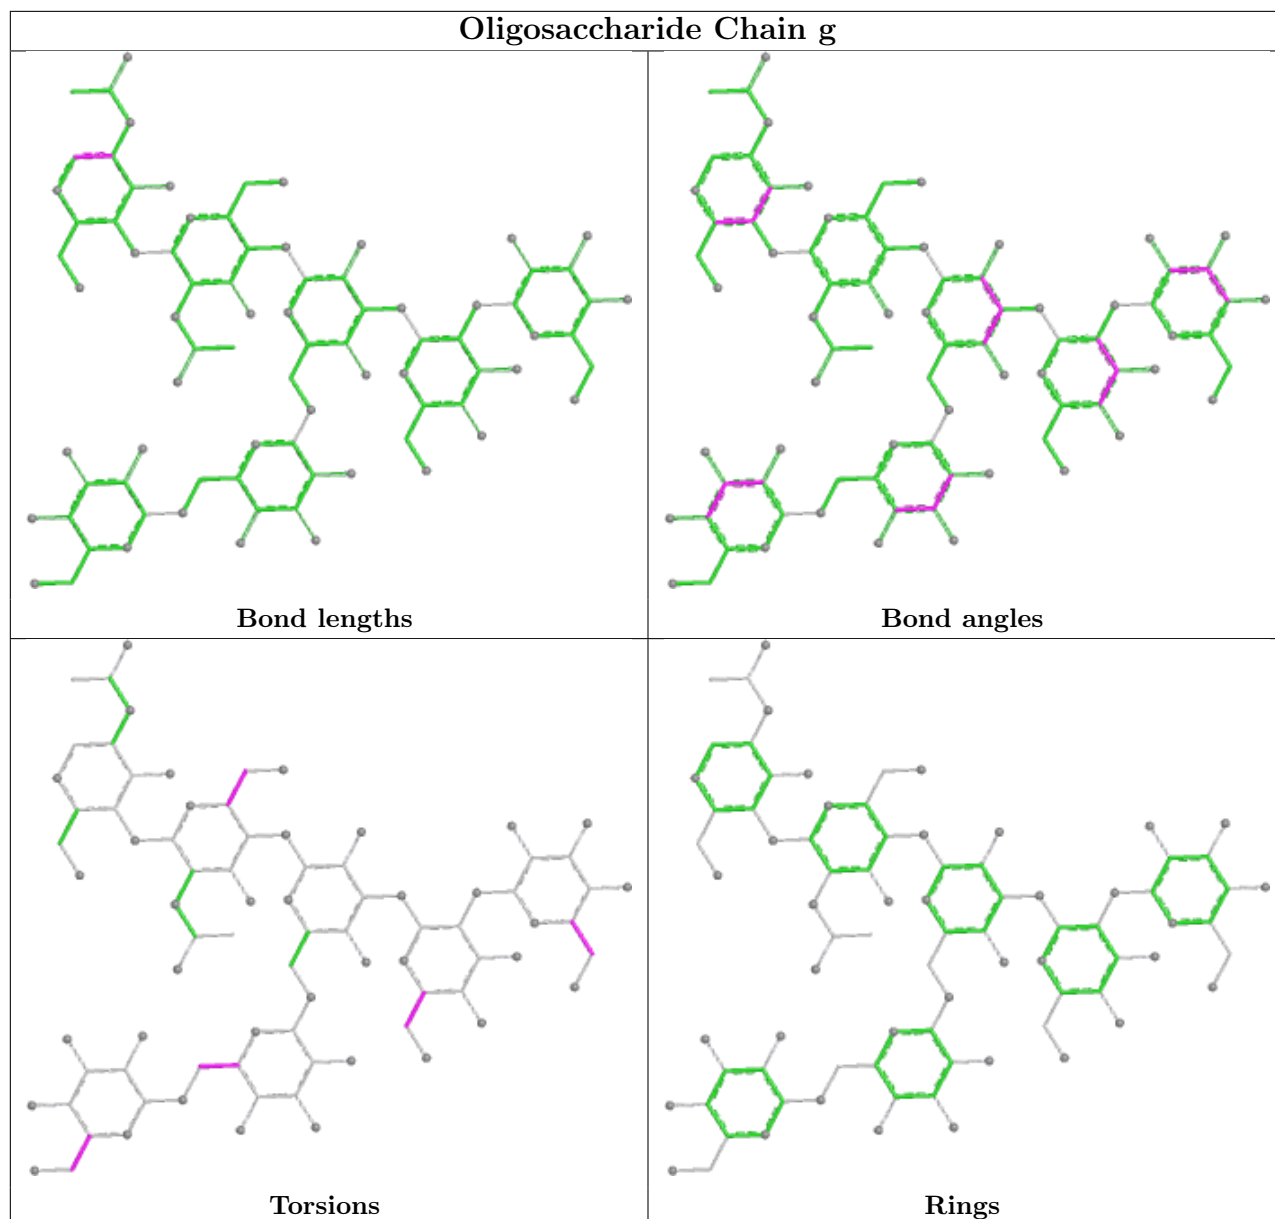 Oligosaccharide Chain g
Bond lengths
Bond angles
Torsions
Rings